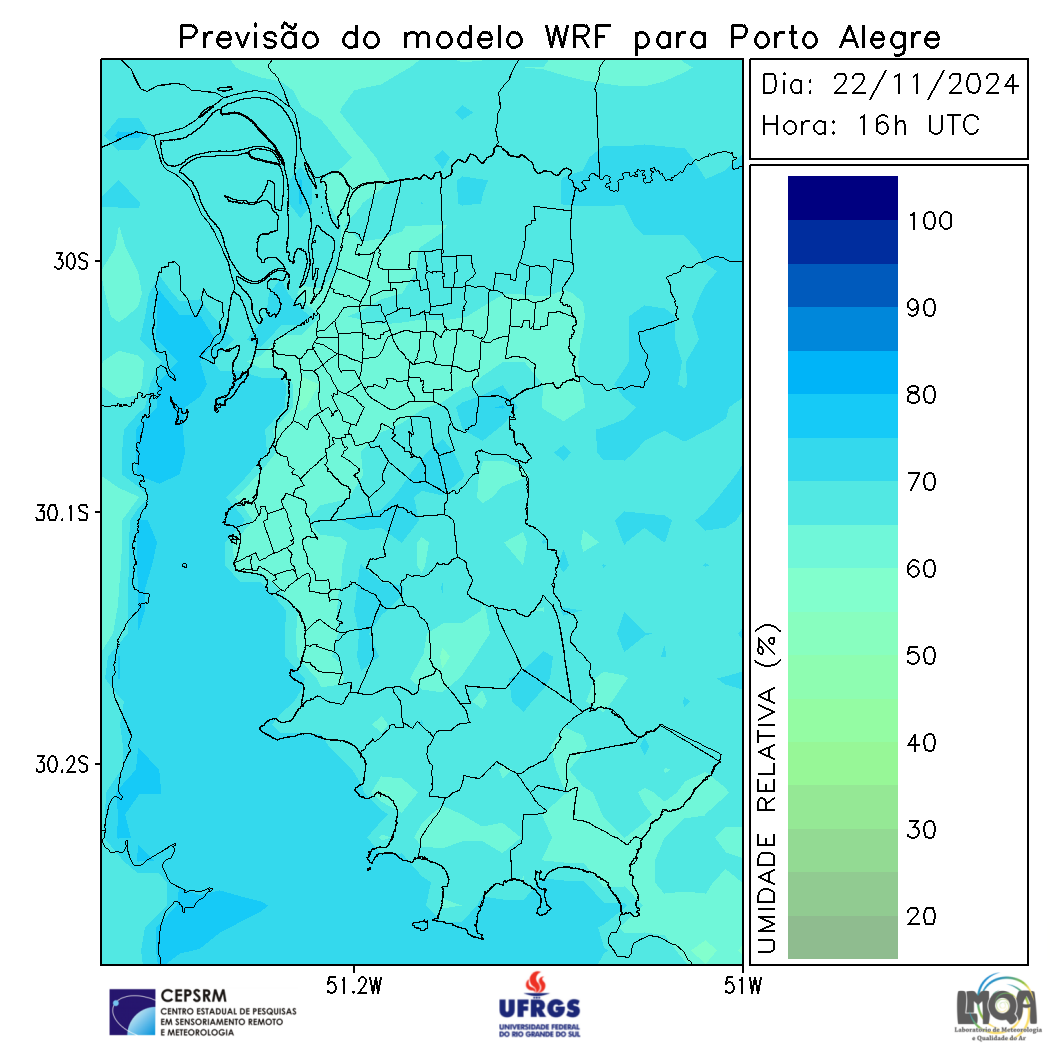 Previsão do modelo WRF para Porto Alegre
Dia: 22/11/2024
Hora: 16h UTC
30S
30.1S
30.2S
51.2W
51W
UMIDADE RELATIVA (%)
100
90
80
70
60
50
40
30
20
CEPSRM
CENTRO ESTADUAL DE PESQUISAS
EM SENSORIAMENTO REMOTO
E METEOROLOGIA
UFRGS
UNIVERSIDADE FEDERAL
DO RIO GRANDE DO SUL
LMQA
Laboratório de Meteorologia
e Qualidade do Ar